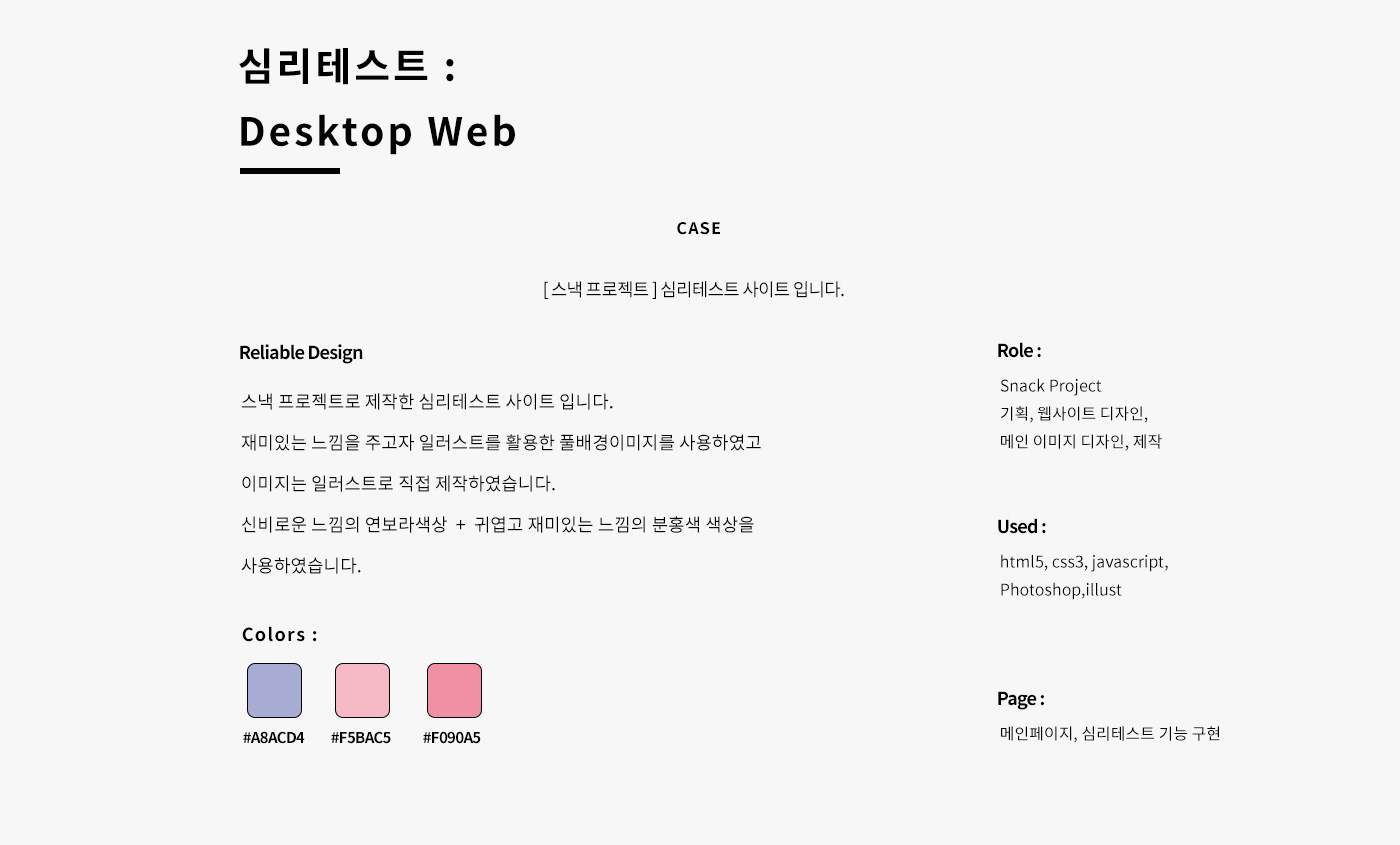 심리테스트 :
Desktop Web
CASE
[ 스낵 프로젝트 ] 심리테스트 사이트 입니다.
Reliable Design
스낵 프로젝트로 제작한 심리테스트 사이트 입니다.
재미있는 느낌을 주고자 일러스트를 활용한 풀배경이미지를 사용하였고
이미지는 일러스트로 직접 제작하였습니다.
신비로운 느낌의 연보라색상 + 귀엽고 재미있는 느낌의 분홍색 색상을
사용하였습니다.
Colors :
#A8ACD4 #F5BAC5 #F090A5
Role :
Snack Project
기획, 웹사이트 디자인,
메인 이미지 디자인, 제작
Used :
html5, css3, javascript,
Photoshop,illust
Page :
메인페이지, 심리테스트 기능 구현